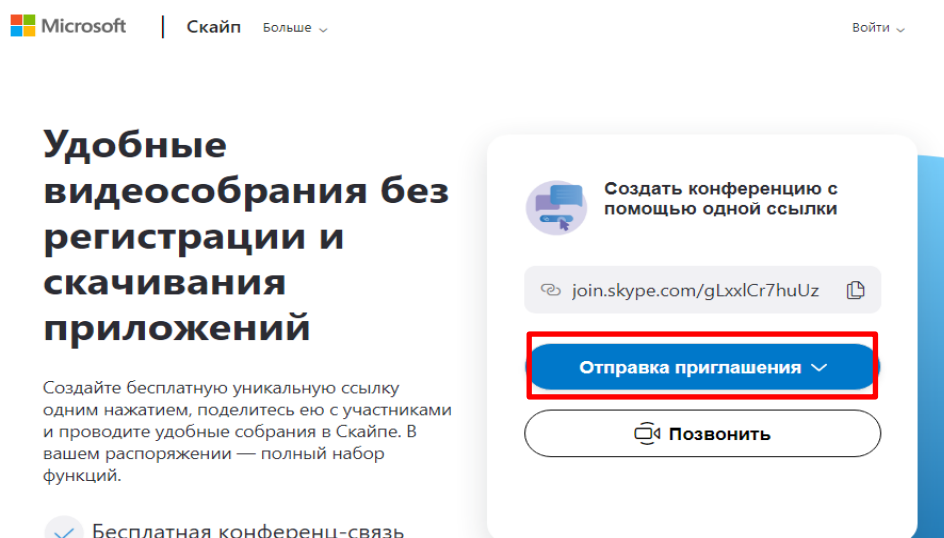 Microsoft
Скайп
Больше
Войти
Удобные
видеособрания без
регистрации и
скачивания
приложений
Создайте бесплатную уникальную ссылку
одним нажатием, поделитесь ею с участниками
и проводите удобные собрания в Скайпе. В
вашем распоряжении — полный набор
функций.
Бесплатная конференц-связь
Создать конференцию с
помощью одной ссылки
join.skype.com/gLxxlCr7huUz
Отправка приглашения
Позвонить